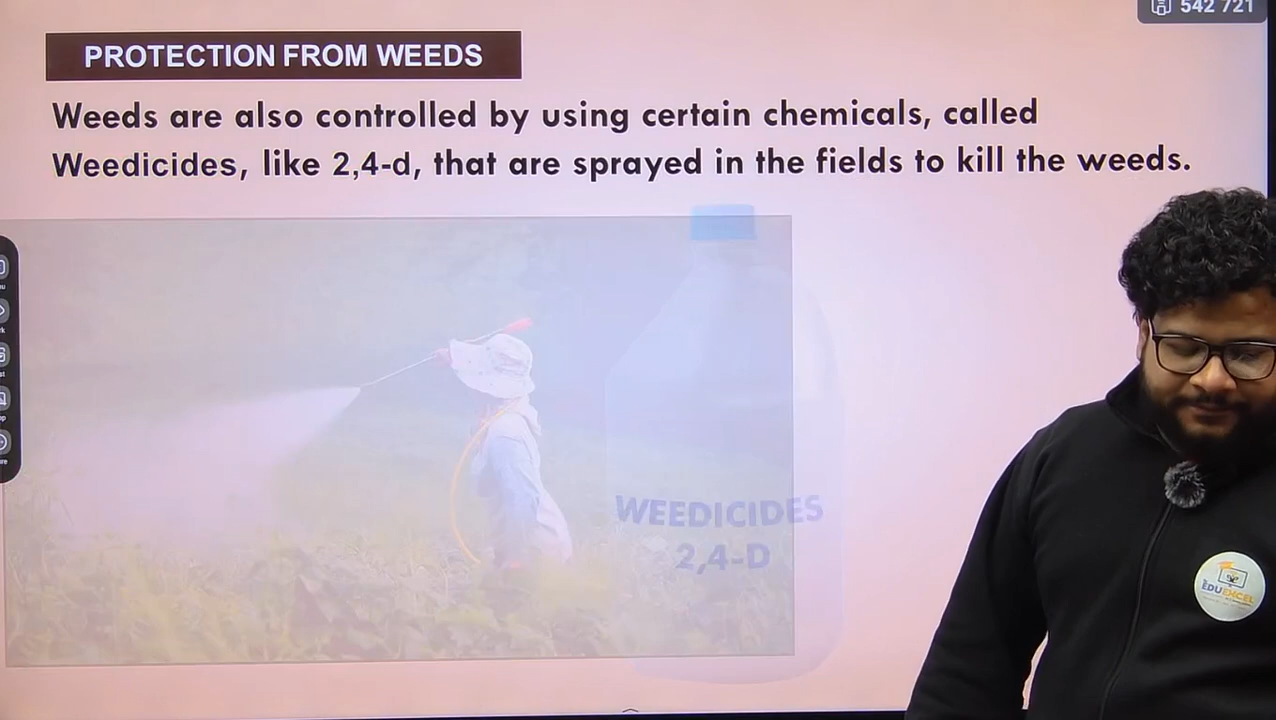 542 721
PROTECTION FROM WEEDS
Weeds are also controlled by using certain chemicals, called
Weedicides, like 2,4-d, that are sprayed in the fields to kill the weeds.
WEEDICIDES
2,4-D
EDUEXCEL